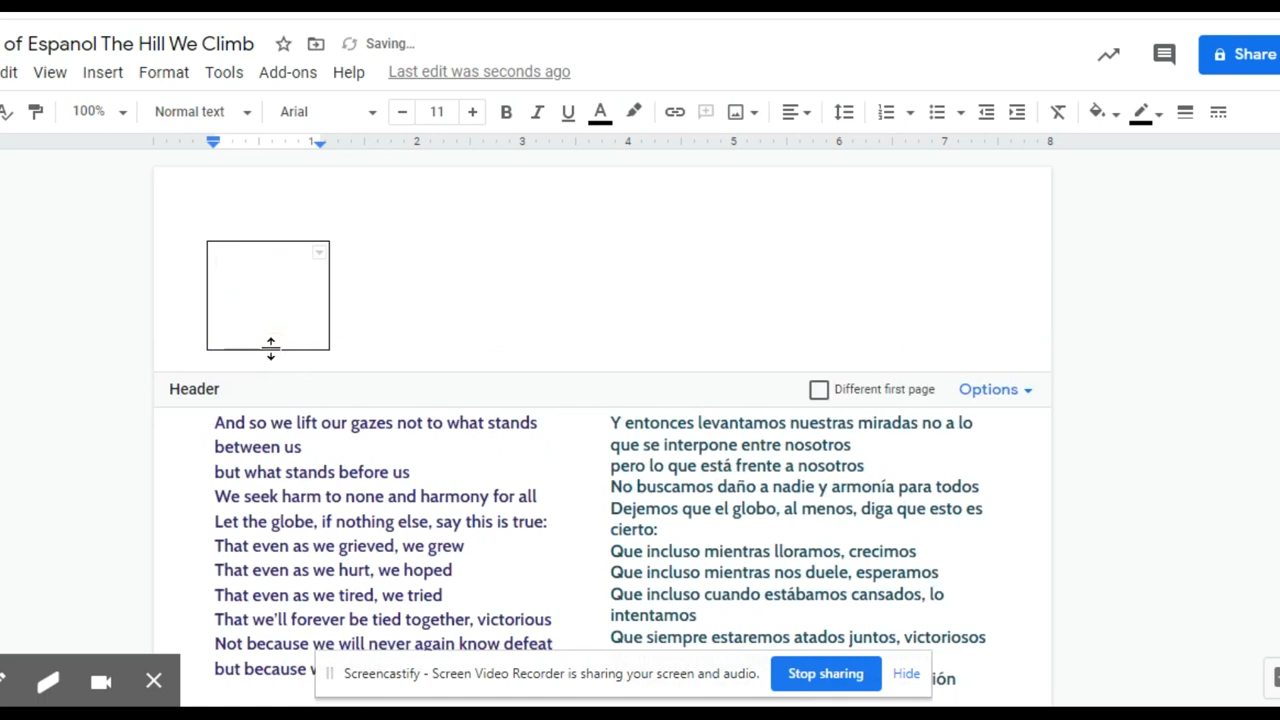 of Espanol The Hill We Climb Saving...
dit View Insert Format Tools Add-ons Help Last edit was seconds ago
Share
100% Normal text Arial 11 B I U A
1 1 2 3 4 5 6 7 8
Header Different first page Options
And so we lift our gazes not to what stands
between us
but what stands before us
We seek harm to none and harmony for all
Let the globe, if nothing else, say this is true:
That even as we grieved, we grew
That even as we hurt, we hoped
That even as we tired, we tried
That we'll forever be tied together, victorious
Not because we will never again know defeat
but because
Y entonces levantamos nuestras miradas no a lo
que se interpone entre nosotros
pero lo que está frente a nosotros
No buscamos daño a nadie y armonía para todos
Dejemos que el globo, al menos, diga que esto es
cierto:
Que incluso mientras lloramos, crecimos
Que incluso mientras nos duele, esperamos
Que incluso cuando estábamos cansados, lo
intentamos
Que siempre estaremos atados juntos, victoriosos
ión
Screencastify - Screen Video Recorder is sharing your screen and audio. Stop sharing Hide